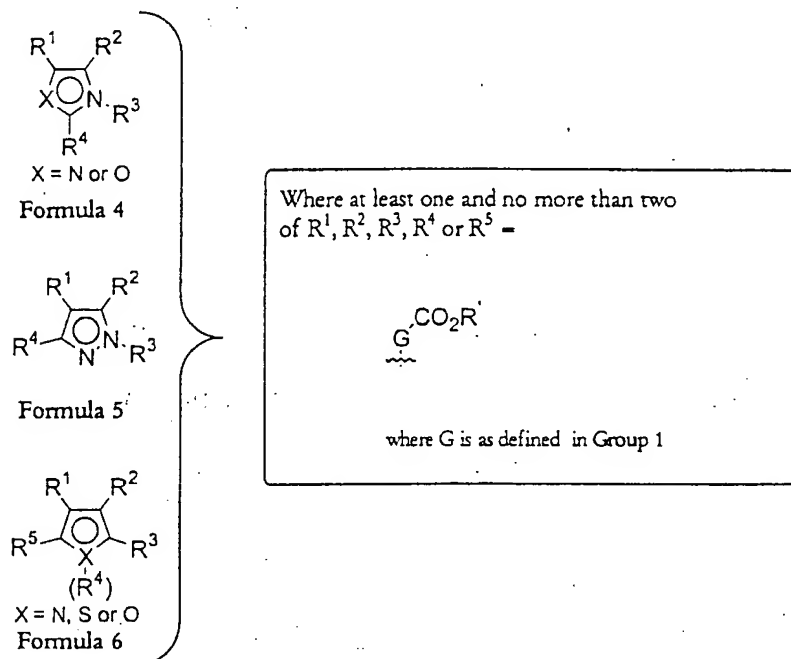 R¹ R²
X N R³
R⁴
X = N or O
Formula 4
R¹ R²
R⁴ N N R³
Formula 5
R¹ R²
R⁵ X R³
(R⁴)
X = N, S or O
Formula 6
Where at least one and no more than two
of R¹, R², R³, R⁴ or R⁵ =
G CO₂R'
where G is as defined in Group 1